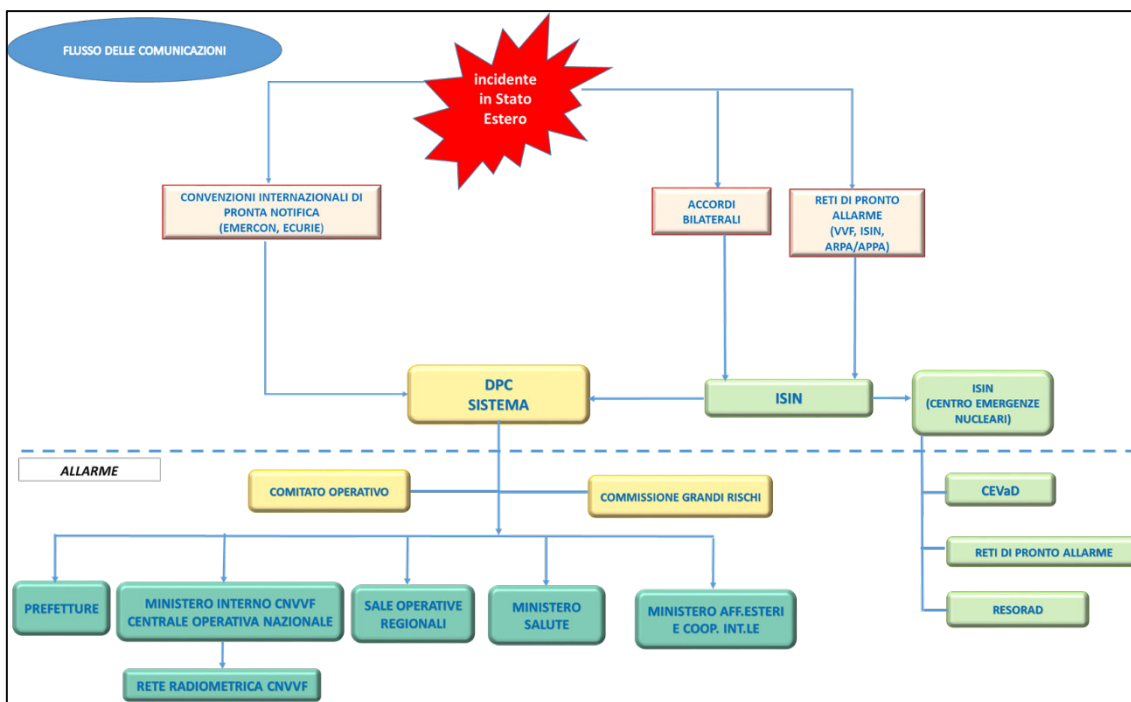 FLUSSO DELLE COMUNICAZIONI
incidente
in Stato
Estero
CONVENZIONI INTERNAZIONALI DI
PRONTA NOTIFICA
(EMERCON, ECURIE)
ACCORDI
BILATERALI
RETI DI PRONTO
ALLARME
(VVF, ISIN,
ARPA/APPA)
DPC
SISTEMA
ISIN
ISIN
(CENTRO EMERGENZE
NUCLEARI)
ALLARME
COMITATO OPERATIVO
COMMISSIONE GRANDI RISCHI
CEVaD
RETI DI PRONTO ALLARME
RESORAD
PREFETTURE
MINISTERO INTERNO CNVVF
CENTRALE OPERATIVA NAZIONALE
SALE OPERATIVE
REGIONALI
MINISTERO
SALUTE
MINISTERO AFF.ESTERI
E COOP. INT.LE
RETE RADIOMETRICA CNVVF